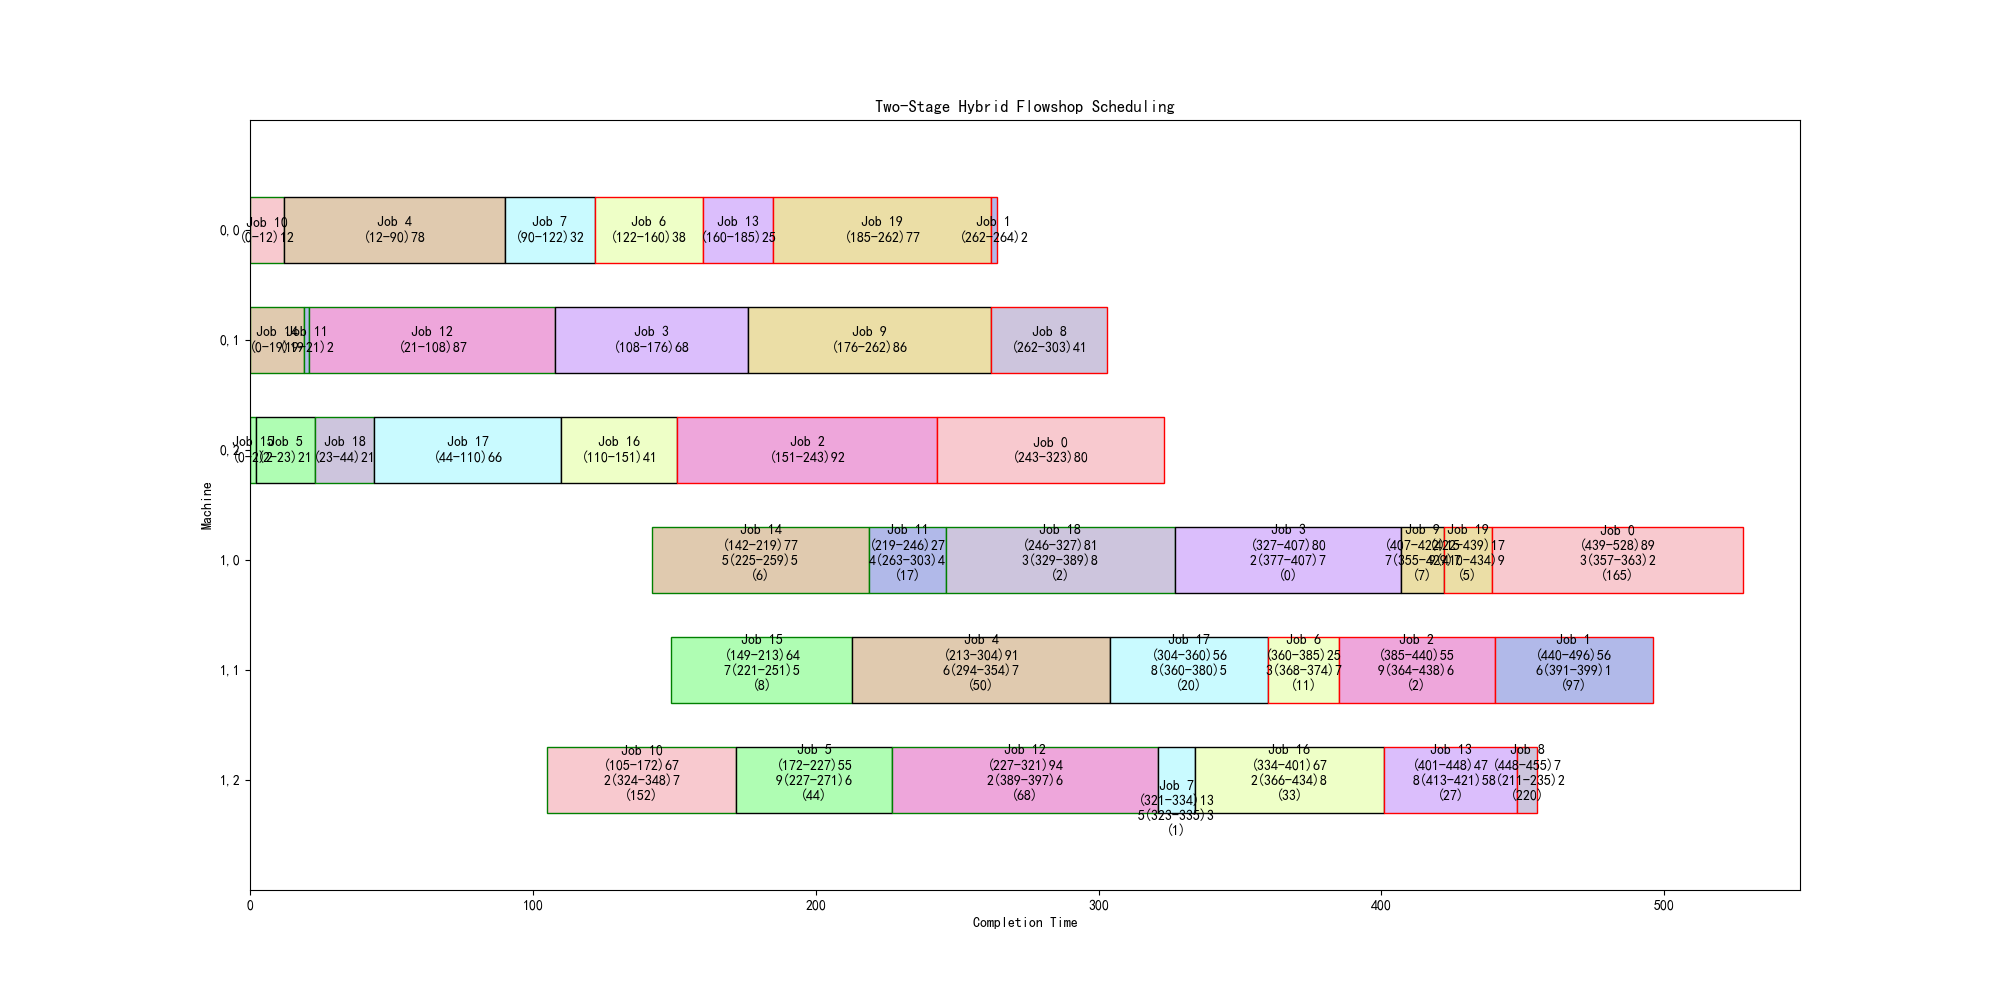 Two-Stage Hybrid Flowshop Scheduling
Machine
0,0
Job 10
(0-12)12
Job 4
(12-90)78
Job 7
(90-122)32
Job 6
(122-160)38
Job 13
(160-185)25
Job 19
(185-262)77
Job 1
(262-264)2
0,1
Job 14
(0-19)19
Job 11
(19-21)2
Job 12
(21-108)87
Job 3
(108-176)68
Job 9
(176-262)86
Job 8
(262-303)41
0,2
Job 15
(0-2)2
Job 5
(2-23)21
Job 18
(23-44)21
Job 17
(44-110)66
Job 16
(110-151)41
Job 2
(151-243)92
Job 0
(243-323)80
1,0
Job 14
(142-219)77
5(225-259)5
(6)
Job 11
(219-246)27
4(263-303)4
(17)
Job 18
(246-327)81
3(329-389)8
(2)
Job 3
(327-407)80
2(377-407)7
(0)
Job 9
(407-422)15
(7)
Job 19
(422-439)17
(5)
Job 0
(439-528)89
3(357-363)2
(165)
1,1
Job 15
(149-213)64
7(221-251)5
(8)
Job 4
(213-304)91
6(294-354)7
(50)
Job 17
(304-360)56
8(360-380)5
(20)
Job 6
(360-385)25
3(368-374)7
(11)
Job 2
(385-440)55
9(364-438)6
(2)
Job 1
(440-496)56
6(391-399)1
(97)
1,2
Job 10
(105-172)67
2(324-348)7
(152)
Job 5
(172-227)55
9(227-271)6
(44)
Job 12
(227-321)94
2(389-397)6
(68)
Job 7
(321-334)13
5(323-335)3
(1)
Job 16
(334-401)67
2(366-434)8
(33)
Job 13
(401-448)47
8(413-421)5
(27)
Job 8
(448-455)7
8(211-235)2
(220)
0
100
200
300
400
500
Completion Time